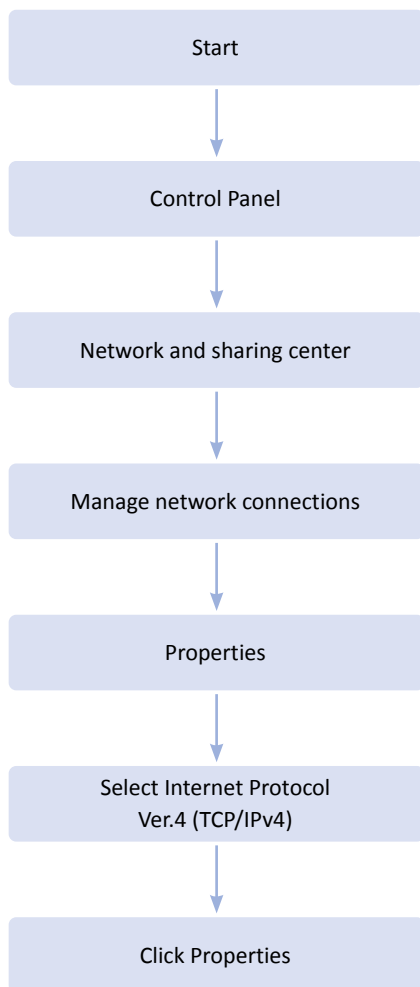 Start
Control Panel
Network and sharing center
Manage network connections
Properties
Select Internet Protocol
Ver.4 (TCP/IPv4)
Click Properties